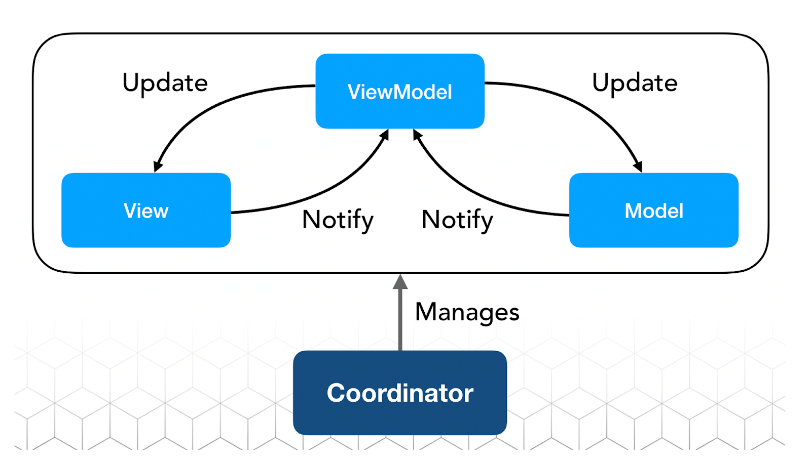 Update
ViewModel
Update
View
Notify
Notify
Model
Manages
Coordinator